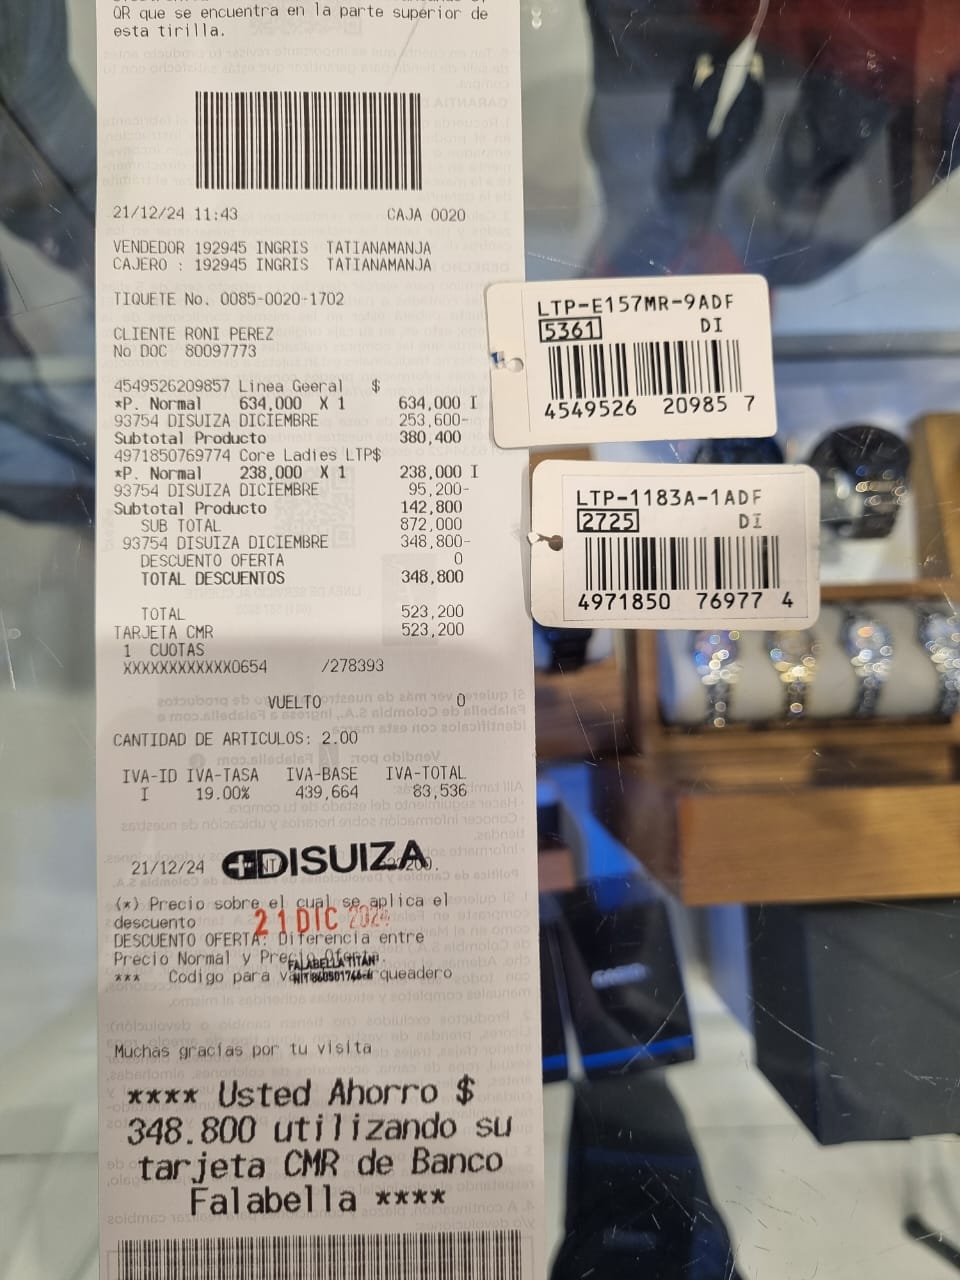 QR que se encuentra en la parte superior de
esta tirilla.
21/12/24 11:43 CAJA 0020
VENDEDOR 192945 INGRIS TATIANAMANJA
CAJERO : 192945 INGRIS TATIANAMANJA
TIQUETE No. 0085-0020-1702
CLIENTE RONI PEREZ
No DOC 80097773
4549526209857 Linea Geeral $
*P. Normal 634,000 X 1 634,000 I
93754 DISUIZA DICIEMBRE 253,600-
Subtotal Producto 380,400
4971850769774 Core Ladies LTP$
*P. Normal 238,000 X 1 238,000 I
93754 DISUIZA DICIEMBRE 95,200-
Subtotal Producto 142,800
SUB TOTAL 872,000
93754 DISUIZA DICIEMBRE 348,800-
DESCUENTO OFERTA 0
TOTAL DESCUENTOS 348,800
TOTAL 523,200
TARJETA CMR 523,200
1 CUOTAS
XXXXXXXXXXXX0654 /278393
VUELTO 0
CANTIDAD DE ARTICULOS: 2.00
IVA-ID IVA-TASA IVA-BASE IVA-TOTAL
I 19.00% 439,664 83,536
21/12/24
DISUIZA
(*) Precio sobre el cual se aplica el
descuento
21 DIC 2024
DESCUENTO OFERTA: Diferencia entre
Precio Normal y Precio Oferta.
FALABELLA TITAN
NIT
*** Codigo para queadero
Muchas gracias por tu visita
**** Usted Ahorro $
348.800 utilizando su
tarjeta CMR de Banco
Falabella ****
LTP-E157MR-9ADF
5361 DI
4549526 20985 7
LTP-1183A-1ADF
2725 DI
4971850 76977 4